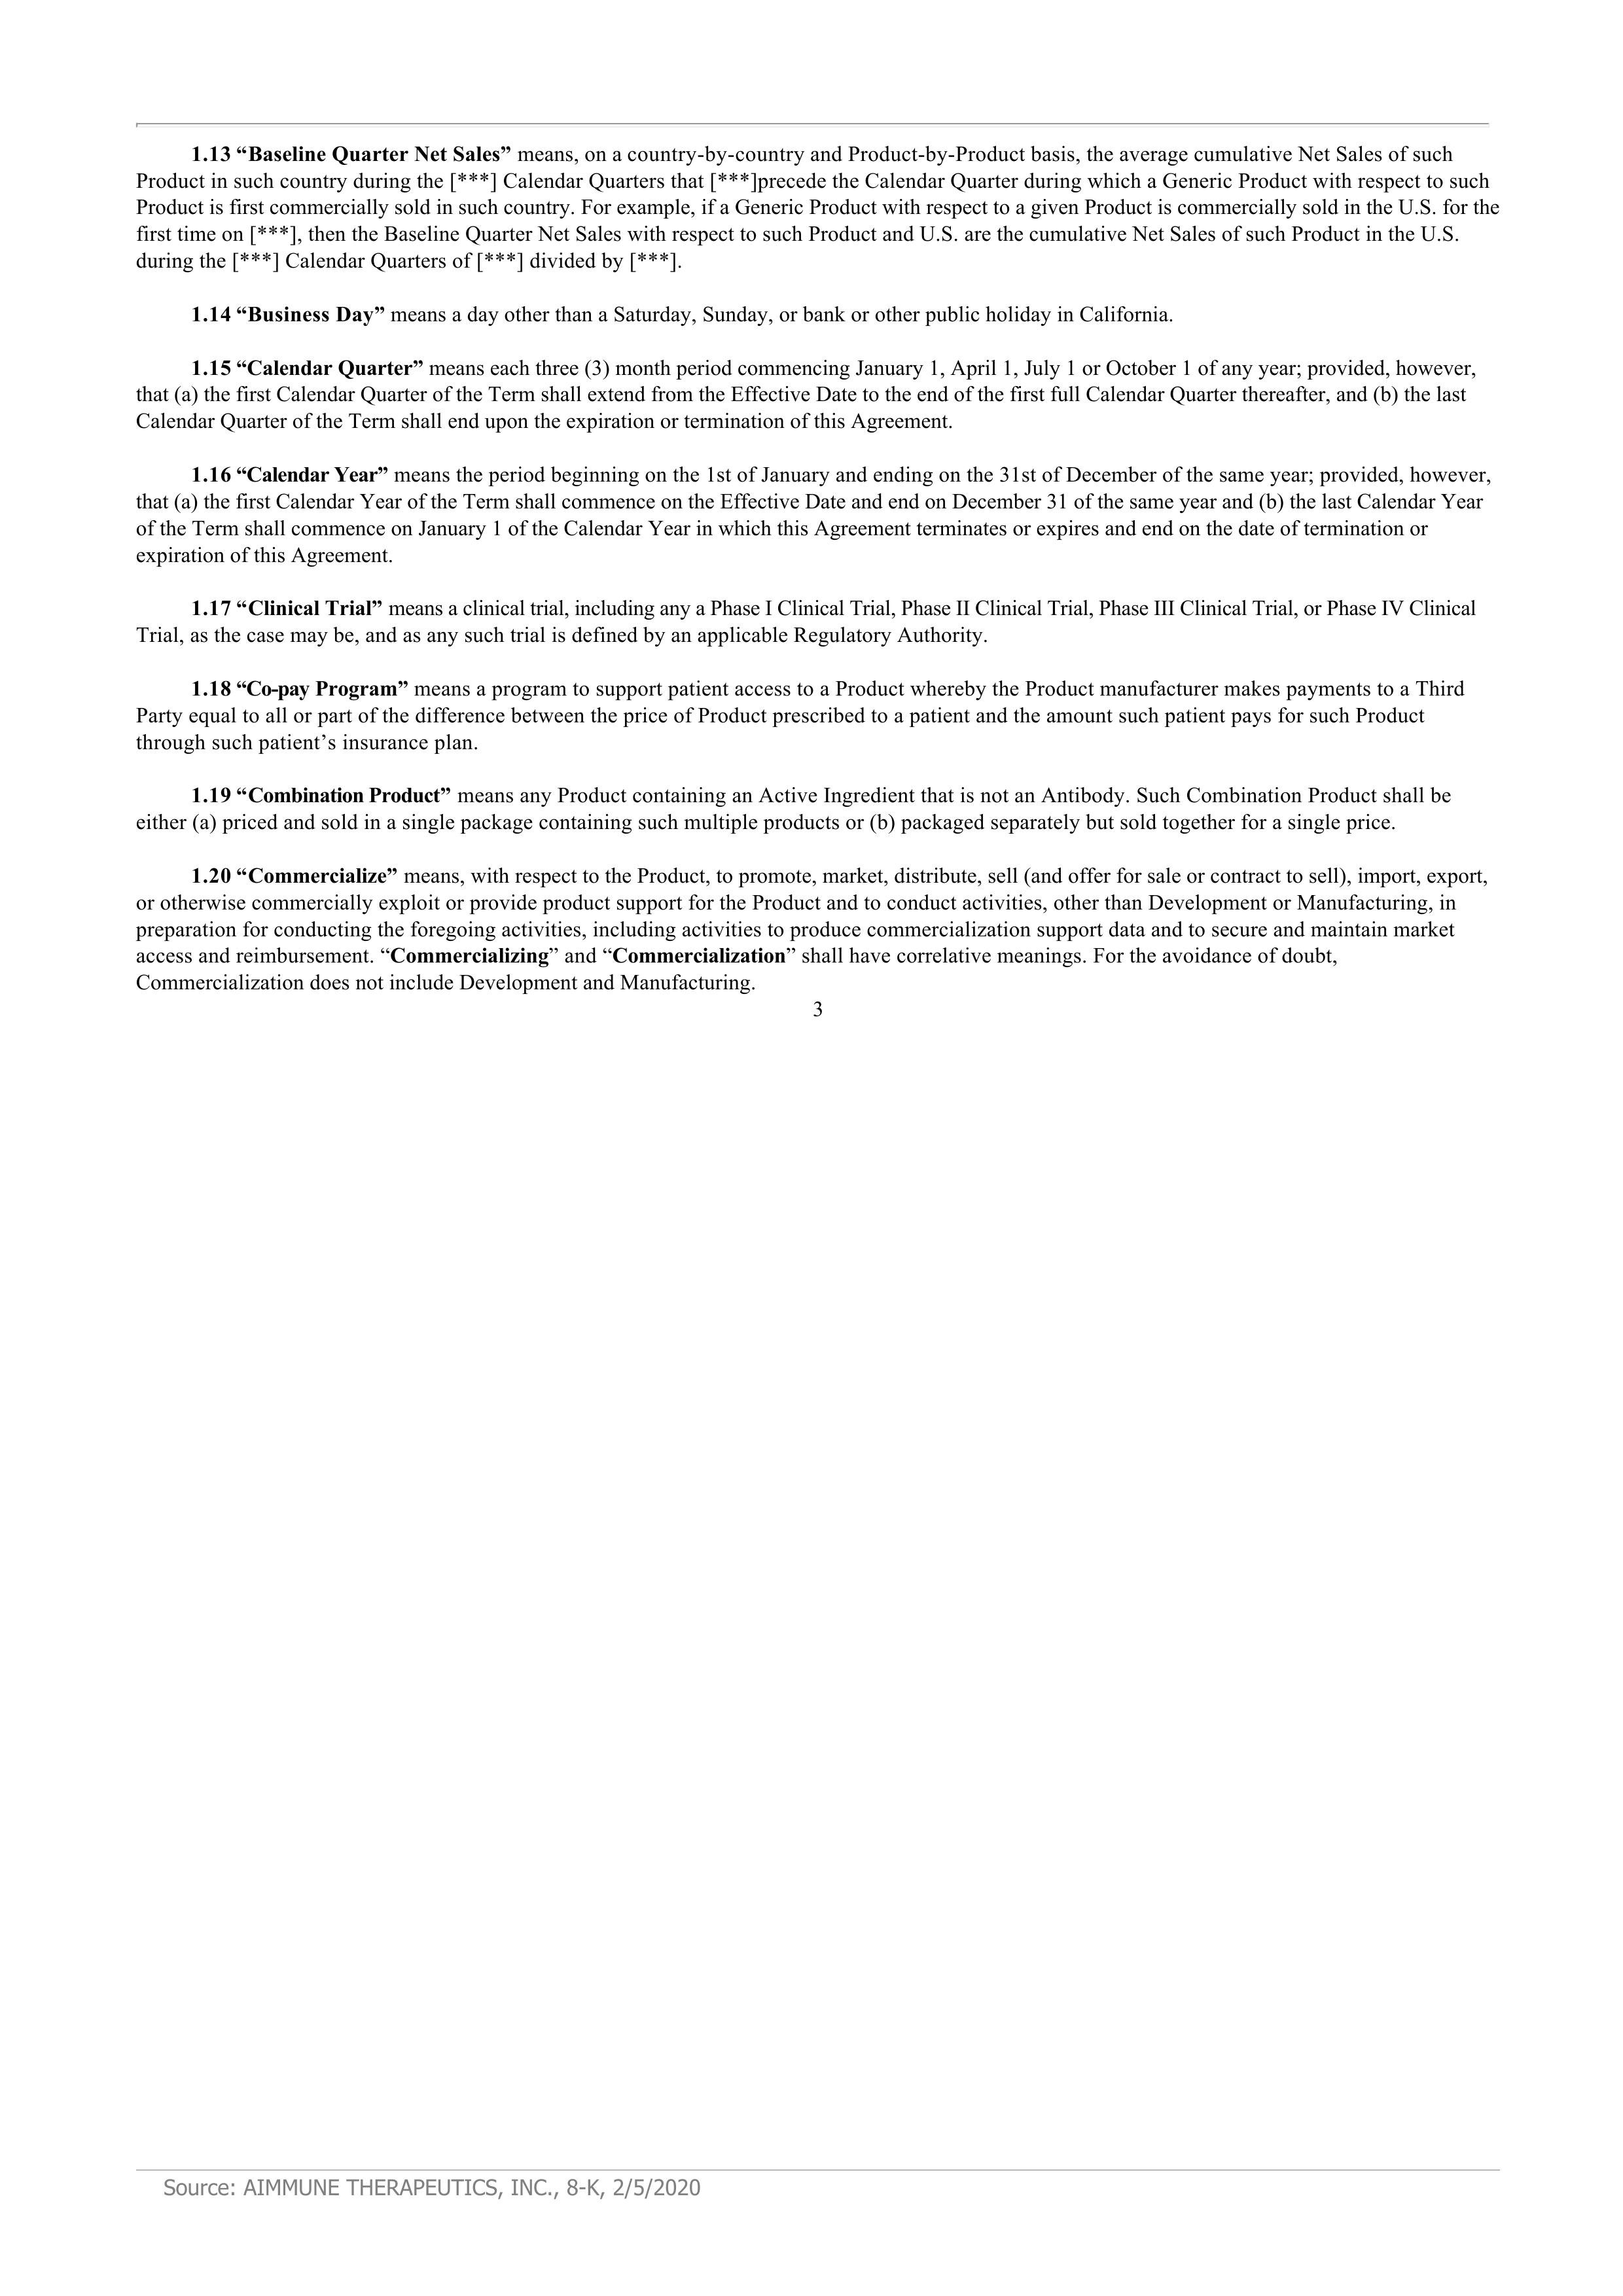 1.13 “Baseline Quarter Net Sales” means, on a country-by-country and Product-by-Product basis, the average cumulative Net Sales of such
Product in such country during the [***] Calendar Quarters that [***]precede the Calendar Quarter during which a Generic Product with respect to such
Product is first commercially sold in such country. For example, if a Generic Product with respect to a given Product is commercially sold in the U.S. for the
first time on [***], then the Baseline Quarter Net Sales with respect to such Product and U.S. are the cumulative Net Sales of such Product in the U.S.
during the [***] Calendar Quarters of [***] divided by [***].
1.14 “Business Day” means a day other than a Saturday, Sunday, or bank or other public holiday in California.
1.15 “Calendar Quarter” means each three (3) month period commencing January 1, April 1, July 1 or October 1 of any year; provided, however,
that (a) the first Calendar Quarter of the Term shall extend from the Effective Date to the end of the first full Calendar Quarter thereafter, and (b) the last
Calendar Quarter of the Term shall end upon the expiration or termination of this Agreement.
1.16 “Calendar Year” means the period beginning on the 1st of January and ending on the 31st of December of the same year; provided, however,
that (a) the first Calendar Year of the Term shall commence on the Effective Date and end on December 31 of the same year and (b) the last Calendar Year
of the Term shall commence on January 1 of the Calendar Year in which this Agreement terminates or expires and end on the date of termination or
expiration of this Agreement.
1.17 “Clinical Trial” means a clinical trial, including any a Phase I Clinical Trial, Phase II Clinical Trial, Phase III Clinical Trial, or Phase IV Clinical
Trial, as the case may be, and as any such trial is defined by an applicable Regulatory Authority.
1.18 “Co-pay Program” means a program to support patient access to a Product whereby the Product manufacturer makes payments to a Third
Party equal to all or part of the difference between the price of Product prescribed to a patient and the amount such patient pays for such Product
through such patient’s insurance plan.
1.19 “Combination Product” means any Product containing an Active Ingredient that is not an Antibody. Such Combination Product shall be
either (a) priced and sold in a single package containing such multiple products or (b) packaged separately but sold together for a single price.
1.20 “Commercialize” means, with respect to the Product, to promote, market, distribute, sell (and offer for sale or contract to sell), import, export,
or otherwise commercially exploit or provide product support for the Product and to conduct activities, other than Development or Manufacturing, in
preparation for conducting the foregoing activities, including activities to produce commercialization support data and to secure and maintain market
access and reimbursement. “Commercializing” and “Commercialization” shall have correlative meanings. For the avoidance of doubt,
Commercialization does not include Development and Manufacturing.
3
Source: AIMMUNE THERAPEUTICS, INC., 8-K, 2/5/2020